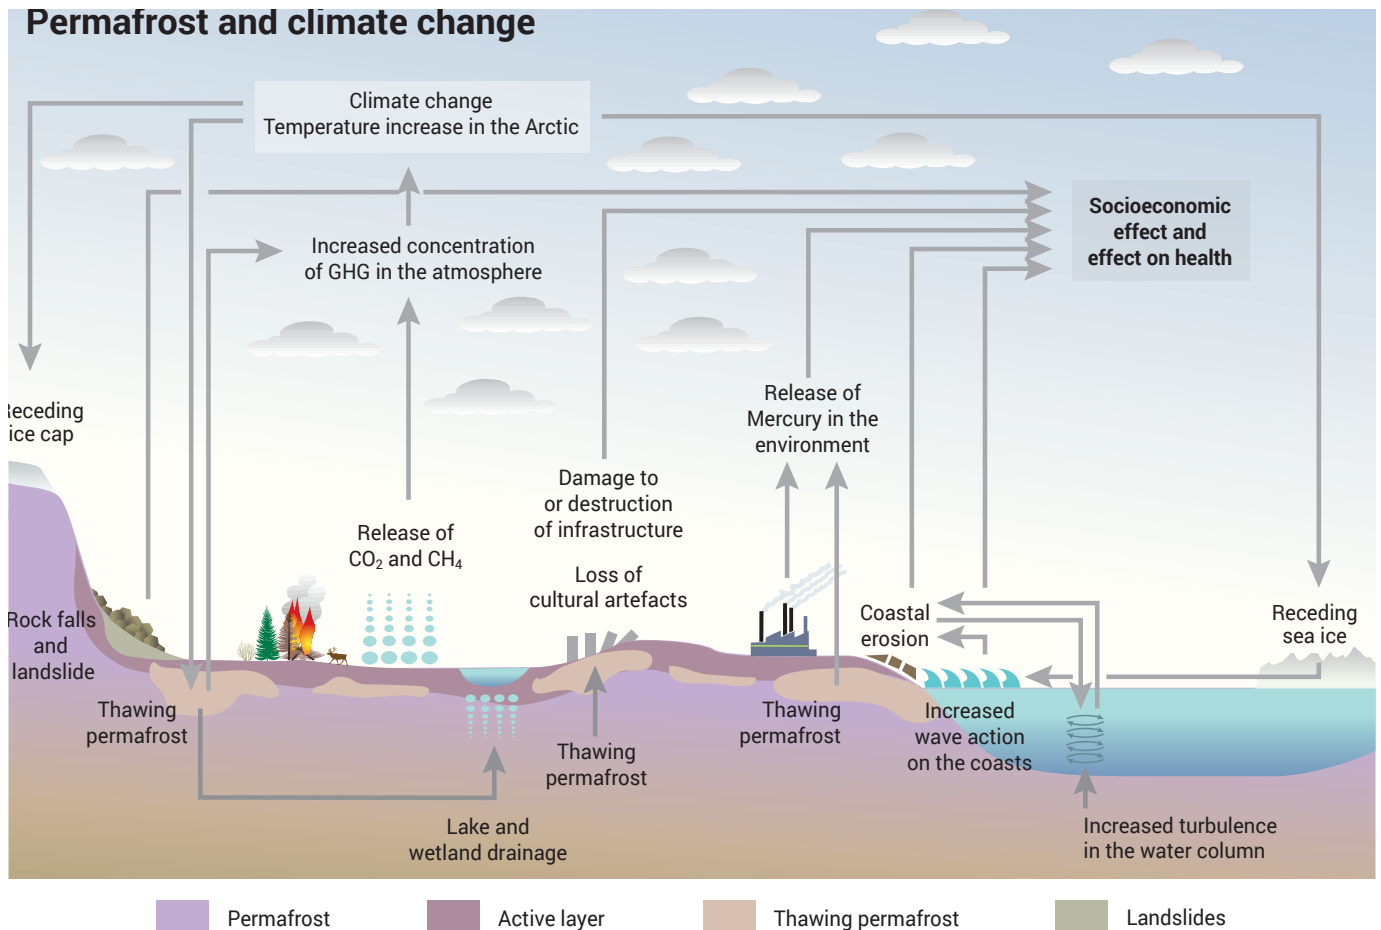 Permafrost and climate change
Climate change
Temperature increase in the Arctic
Socioeconomic
effect and
effect on health
Increased concentration
of GHG in the atmosphere
Receding
ice cap
Release of
Mercury in the
environment
Damage to
or destruction
of infrastructure
Release of
CO₂ and CH₄
Loss of
cultural artefacts
Coastal
erosion
Receding
sea ice
Rock falls
and
landslide
Thawing
permafrost
Thawing
permafrost
Thawing
permafrost
Increased
wave action
on the coasts
Lake and
wetland drainage
Increased turbulence
in the water column
Permafrost
Active layer
Thawing permafrost
Landslides